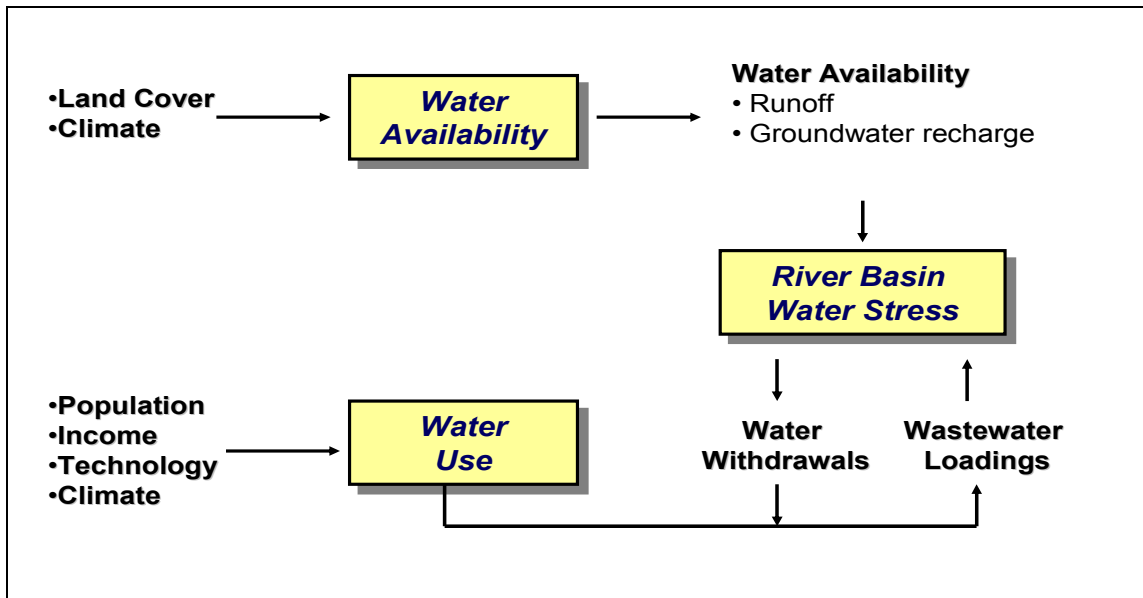 •Land Cover
•Climate
Water
Availability
Water Availability
• Runoff
• Groundwater recharge
River Basin
Water Stress
•Population
•Income
•Technology
•Climate
Water
Use
Water
Withdrawals
Wastewater
Loadings